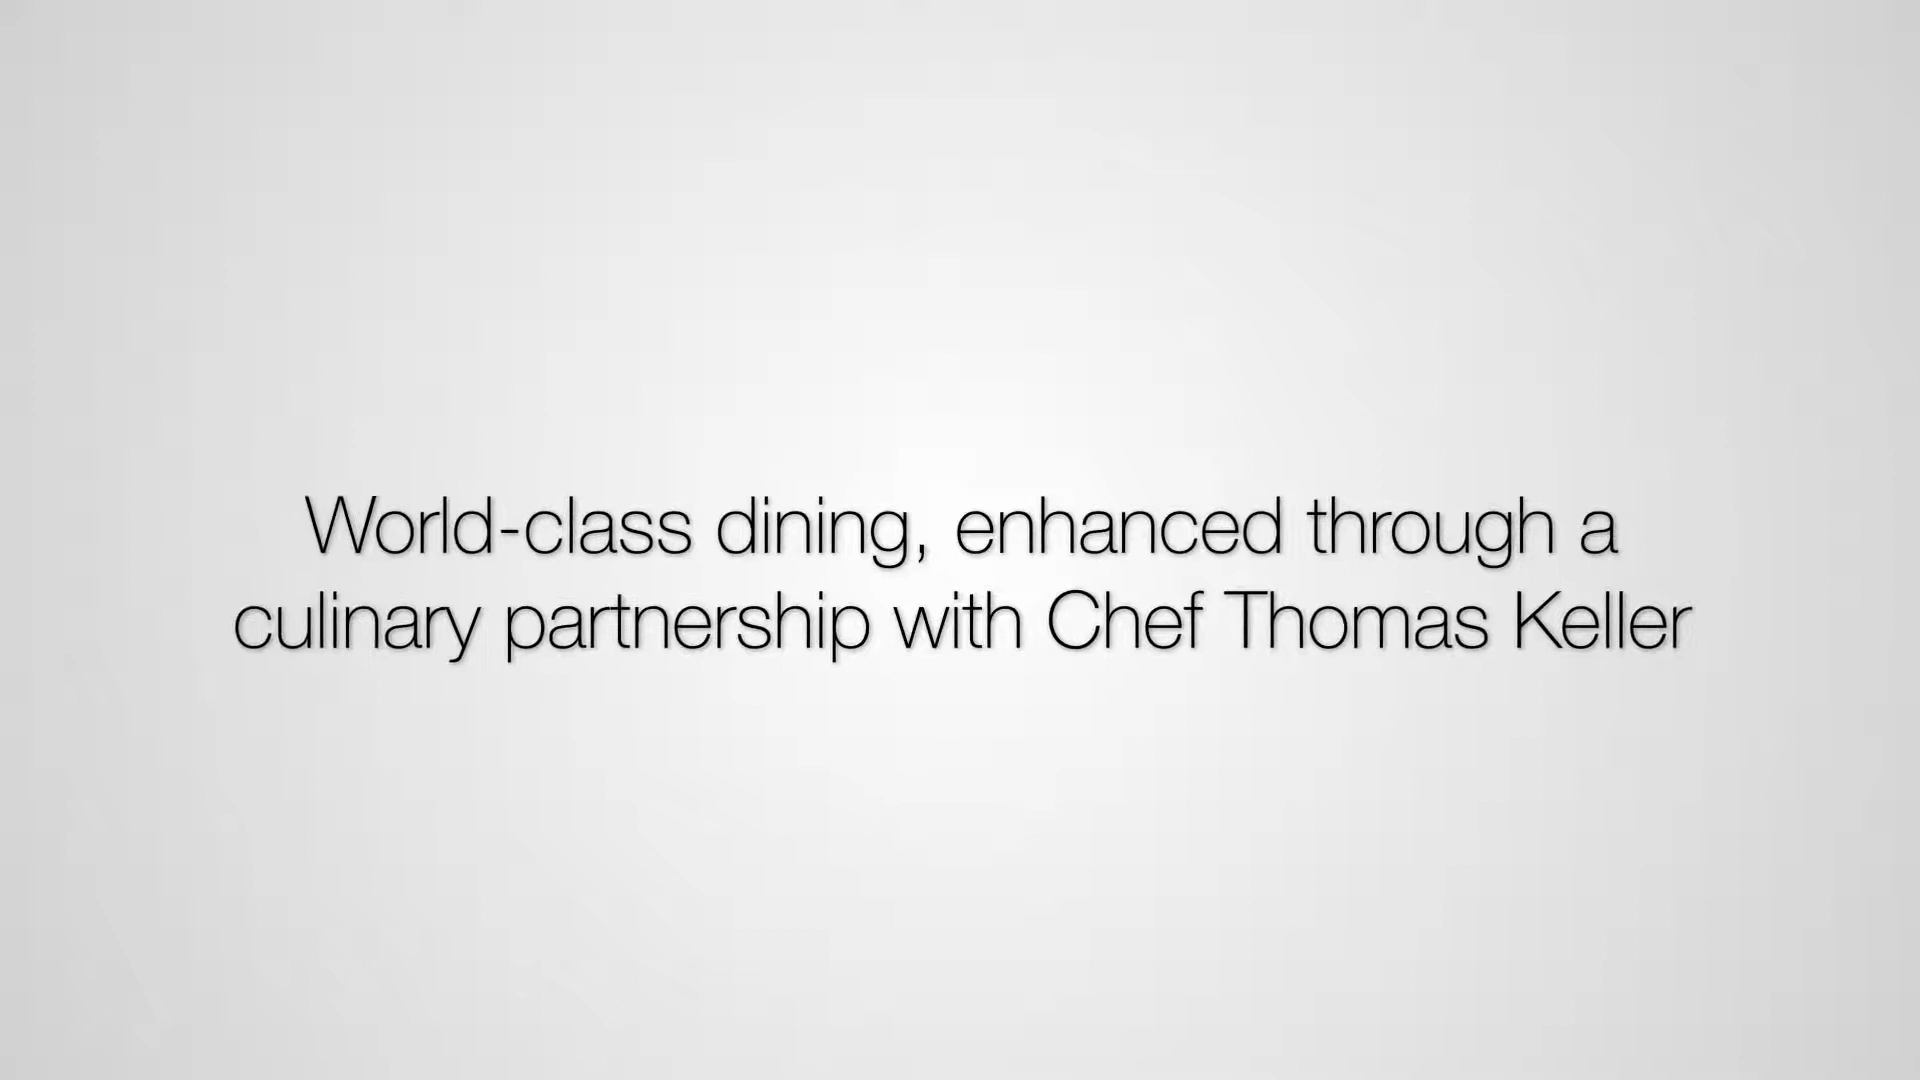 World-class dining, enhanced through a
culinary partnership with Chef Thomas Keller